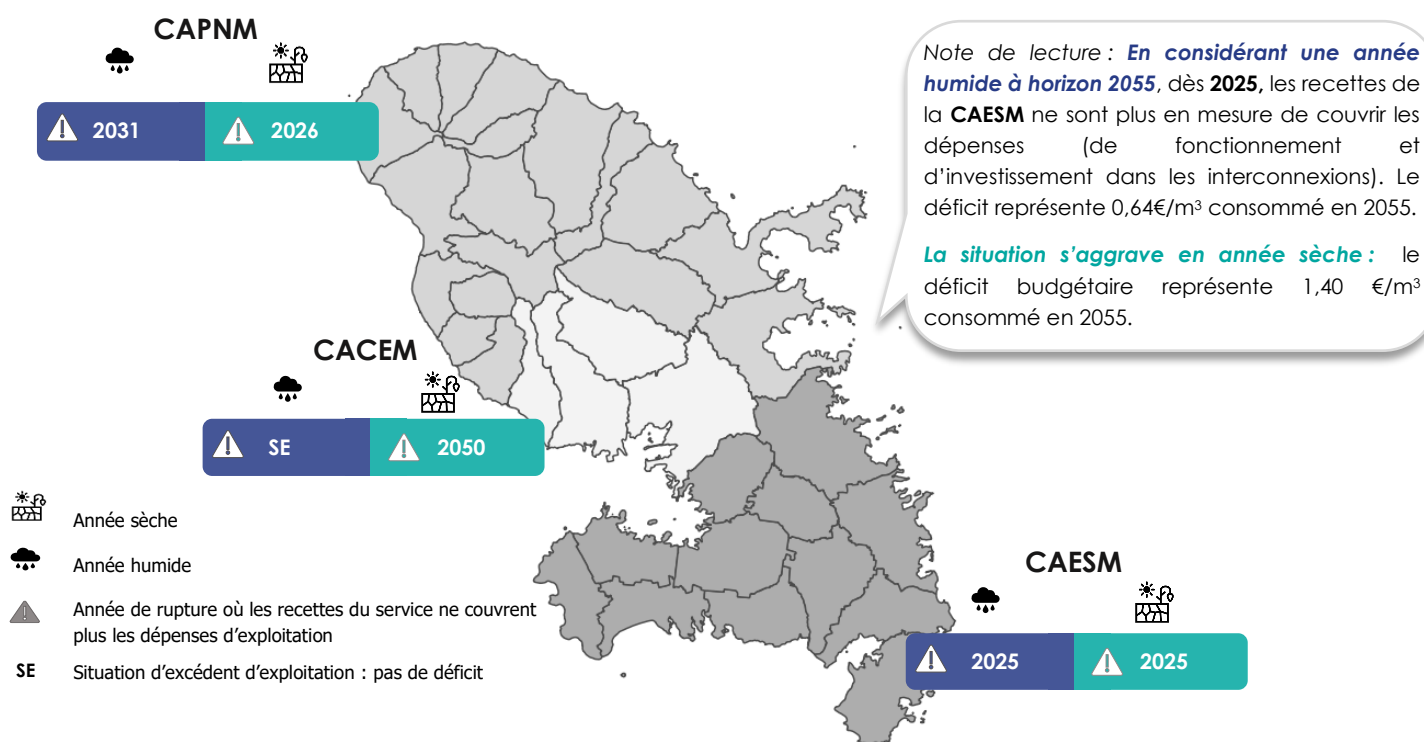 CAPNM
2031
2026
Note de lecture : En considérant une année
humide à horizon 2055, dès 2025, les recettes de
la CAESM ne sont plus en mesure de couvrir les
dépenses (de fonctionnement et
d'investissement dans les interconnexions). Le
déficit représente 0,64€/m³ consommé en 2055.
La situation s'aggrave en année sèche : le
déficit budgétaire représente 1,40 €/m³
consommé en 2055.
CACEM
SE
2050
Année sèche
Année humide
Année de rupture où les recettes du service ne couvrent
plus les dépenses d'exploitation
SE Situation d'excédent d'exploitation : pas de déficit
CAESM
2025
2025